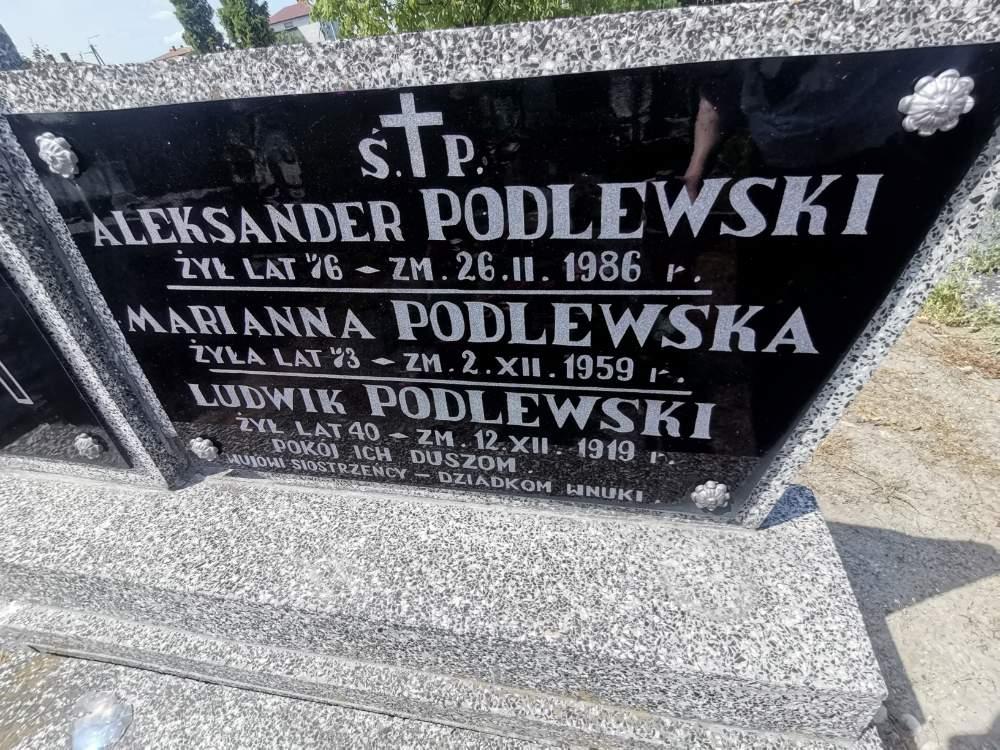 Ś. P.
ALEKSANDER PODLEWSKI
ŻYŁ LAT 76 - ZM. 26.II. 1986 r.
MARIANNA PODLEWSKA
ŻYŁA LAT 73 - ZM. 2. XII. 1959 r.
LUDWIK PODLEWSKI
ŻYŁ LAT 40 - ZM. 12. XII. 1919 r.
POKÓJ ICH DUSZOM
WUJOWI SIOSTRZEŃCY - DZIADKOM WNUKI.